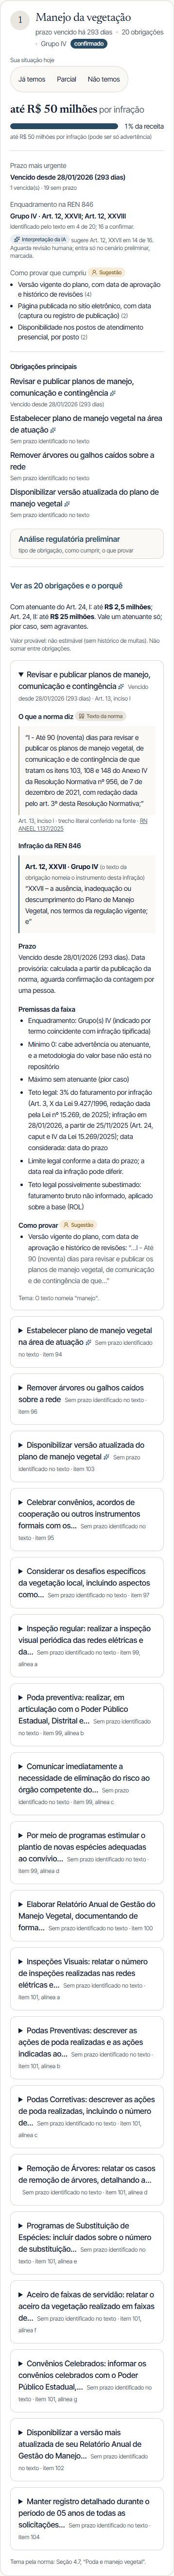 1
Manejo da vegetação
prazo vencido há 293 dias · 20 obrigações
· Grupo IV confirmado
Sua situação hoje
Já temos Parcial Não temos
até R$ 50 milhões por infração
1% da receita
até R$ 50 milhões por infração (pode ser só advertência)
Prazo mais urgente
Vencido desde 28/01/2026 (293 dias)
1 vencida(s) · 19 sem prazo
Enquadramento na REN 846
Grupo IV · Art. 12, XXVII; Art. 12, XXVIII
Identificado pelo texto em 4 de 20; 16 a confirmar.
Interpretação da IA sugere Art. 12, XXVII em 14 de 16.
Aguarda revisão humana; entra só no cenário preliminar,
marcada.
Como provar que cumpriu Sugestão
• Versão vigente do plano, com data de aprovação
e histórico de revisões (4)
• Página publicada no sítio eletrônico, com data
(captura ou registro de publicação) (2)
• Disponibilidade nos postos de atendimento
presencial, por posto (2)
Obrigações principais
Revisar e publicar planos de manejo,
comunicação e contingência
Vencido desde 28/01/2026 (293 dias)
Estabelecer plano de manejo vegetal na área
de atuação
Sem prazo identificado no texto
Remover árvores ou galhos caídos sobre a
rede
Sem prazo identificado no texto
Disponibilizar versão atualizada do plano de
manejo vegetal
Sem prazo identificado no texto
Análise regulatória preliminar
tipo de obrigação, como cumprir, o que provar
Ver as 20 obrigações e o porquê
Com atenuante do Art. 24, I: até R$ 2,5 milhões;
Art. 24, II: até R$ 25 milhões. Vale um atenuante só;
pior caso, sem agravantes.
Valor provável: não estimável (sem histórico de multas). Não
somar entre obrigações.
▼ Revisar e publicar planos de manejo,
comunicação e contingência Vencido
desde 28/01/2026 (293 dias) · Art. 13, inciso I
O que a norma diz Texto da norma
"I - Até 90 (noventa) dias para revisar e
publicar os planos de manejo vegetal, de
comunicação e de contingência de que
tratam os itens 103, 108 e 148 do Anexo IV
da Resolução Normativa nº 956, de 7 de
dezembro de 2021, com redação dada
pelo art. 3º desta Resolução Normativa;"
Art. 13, inciso I · trecho literal conferido na fonte · RN
ANEEL 1.137/2025
Infração da REN 846
Art. 12, XXVII · Grupo IV (o texto da
obrigação nomeia o instrumento desta infração)
"XXVII – a ausência, inadequação ou
descumprimento do Plano de Manejo
Vegetal, nos termos da regulação vigente;
e"
Prazo
Vencido desde 28/01/2026 (293 dias). Data
provisória: calculada a partir da publicação da
norma, aguarda confirmação da contagem por
uma pessoa.
Premissas da faixa
• Enquadramento: Grupo(s) IV (indicado por
termo coincidente com infração tipificada)
• Mínimo 0: cabe advertência ou atenuante,
e a metodologia do valor base não está no
repositório
• Máximo sem atenuante (pior caso)
• Teto legal: 3% do faturamento por infração
(Art. 3, X da Lei 9.427/1996, redação dada
pela Lei nº 15.269, de 2025); infração em
28/01/2026, a partir de 25/11/2025 (Art. 24,
caput e IV da Lei 15.269/2025); data
considerada: data do prazo
• Limite legal conforme a data do prazo; a
data real da infração pode diferir.
• Teto legal possivelmente subestimado:
faturamento bruto não informado, aplicado
sobre a base (ROL)
Como provar Sugestão
• Versão vigente do plano, com data de
aprovação e histórico de revisões: "...I - Até
90 (noventa) dias para revisar e publicar os
planos de manejo vegetal, de comunicação
e de contingência de que..."
Tema: O texto nomeia "manejo".
▶ Estabelecer plano de manejo vegetal
na área de atuação Sem prazo identificado
no texto · item 94
▶ Remover árvores ou galhos caídos
sobre a rede Sem prazo identificado no texto ·
item 96
▶ Disponibilizar versão atualizada do
plano de manejo vegetal Sem prazo
identificado no texto · item 103
▶ Celebrar convênios, acordos de
cooperação ou outros instrumentos
formais com os... Sem prazo identificado no
texto · item 95
▶ Considerar os desafios específicos
da vegetação local, incluindo aspectos
como... Sem prazo identificado no texto · item 97
▶ Inspeção regular: realizar a inspeção
visual periódica das redes elétricas e
da... Sem prazo identificado no texto · item 99,
alínea a
▶ Poda preventiva: realizar, em
articulação com o Poder Público
Estadual, Distrital e... Sem prazo identificado
no texto · item 99, alínea b
▶ Comunicar imediatamente a
necessidade de eliminação do risco ao
órgão competente do... Sem prazo
identificado no texto · item 99, alínea c
▶ Por meio de programas estimular o
plantio de novas espécies adequadas
ao convívio... Sem prazo identificado no texto ·
item 99, alínea d
▶ Elaborar Relatório Anual de Gestão do
Manejo Vegetal, documentando de
forma... Sem prazo identificado no texto · item 100
▶ Inspeções Visuais: relatar o número
de inspeções realizadas nas redes
elétricas e... Sem prazo identificado no texto ·
item 101, alínea a
▶ Podas Preventivas: descrever as
ações de poda realizadas e as ações
indicadas ao... Sem prazo identificado no texto ·
item 101, alínea b
▶ Podas Corretivas: descrever as ações
de poda realizadas, incluindo o número
de... Sem prazo identificado no texto · item 101,
alínea c
▶ Remoção de Árvores: relatar os casos
de remoção de árvores, detalhando a...
Sem prazo identificado no texto · item 101, alínea d
▶ Programas de Substituição de
Espécies: incluir dados sobre o número
de substituição... Sem prazo identificado no
texto · item 101, alínea e
▶ Aceiro de faixas de servidão: relatar o
aceiro da vegetação realizado em faixas
de... Sem prazo identificado no texto · item 101,
alínea f
▶ Convênios Celebrados: informar os
convênios celebrados com o Poder
Público Estadual,... Sem prazo identificado no
texto · item 101, alínea g
▶ Disponibilizar a versão mais
atualizada de seu Relatório Anual de
Gestão do Manejo... Sem prazo identificado
no texto · item 102
▶ Manter registro detalhado durante o
período de 05 anos de todas as
solicitações... Sem prazo identificado no texto ·
item 104
Tema pela norma: Seção 4.7, "Poda e manejo vegetal".